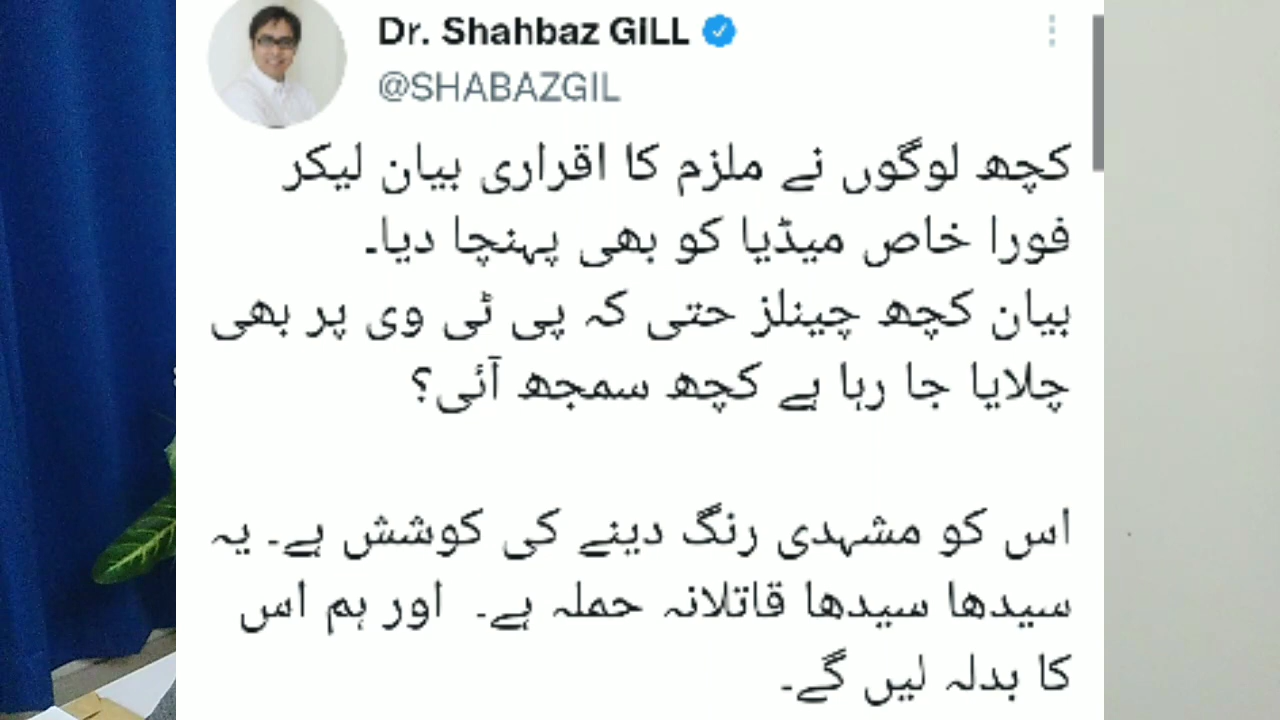 Dr. Shahbaz GILL
@SHABAZGIL
کچھ لوگوں نے ملزم کا اقراری بیان لیکر
فورا خاص میڈیا کو بھی پہنچا دیا۔
بیان کچھ چینلز حتی کہ پی ٹی وی پر بھی
چلایا جا رہا ہے کچھ سمجھ آئی؟
اس کو مشہدی رنگ دینے کی کوشش ہے۔ یہ
سیدھا سیدھا قاتلانہ حملہ ہے۔ اور ہم اس
کا بدلہ لیں گے۔